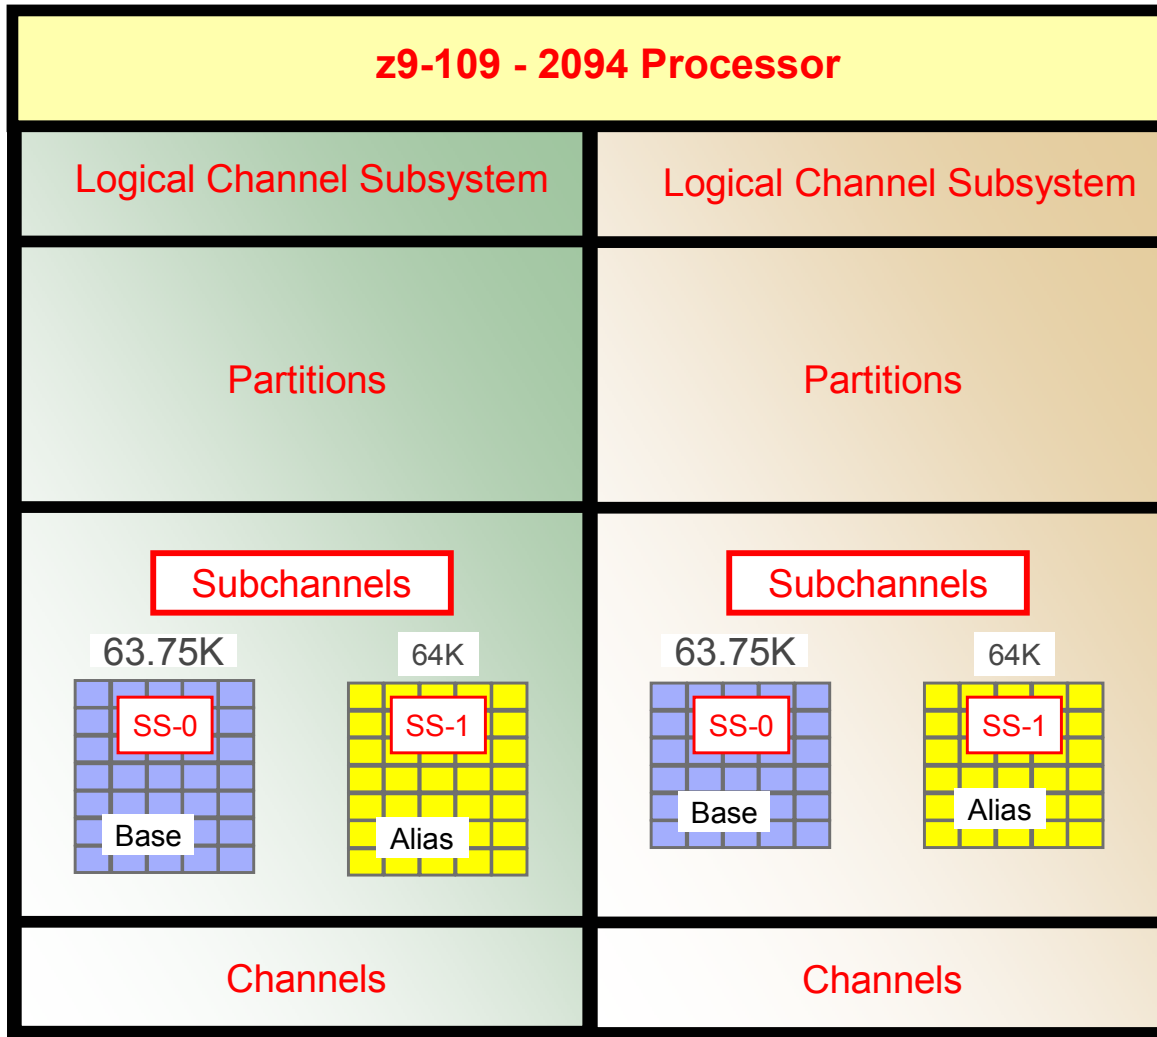 z9-109 - 2094 Processor
Logical Channel Subsystem
Logical Channel Subsystem
Partitions
Partitions
Subchannels
63.75K
64K
SS-0
SS-1
Base
Alias
Subchannels
63.75K
64K
SS-0
SS-1
Base
Alias
Channels
Channels